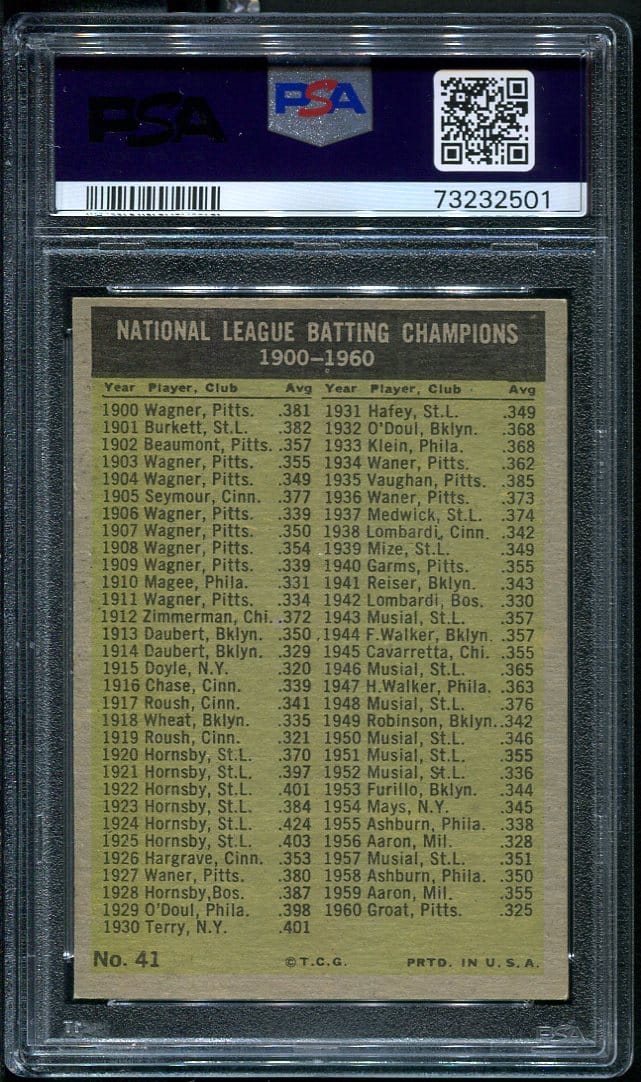 PSA PSA
73232501
NATIONAL LEAGUE BATTING CHAMPIONS
1900–1960
Year Player, Club Avg
1900 Wagner, Pitts. .381
1901 Burkett, St.L. .382
1902 Beaumont, Pitts. .357
1903 Wagner, Pitts. .355
1904 Wagner, Pitts. .349
1905 Seymour, Cinn. .377
1906 Wagner, Pitts. .339
1907 Wagner, Pitts. .350
1908 Wagner, Pitts. .354
1909 Wagner, Pitts. .339
1910 Magee, Phila. .331
1911 Wagner, Pitts. .334
1912 Zimmerman, Chi. .372
1913 Daubert, Bklyn. .350
1914 Daubert, Bklyn. .329
1915 Doyle, N.Y. .320
1916 Chase, Cinn. .339
1917 Roush, Cinn. .341
1918 Wheat, Bklyn. .335
1919 Roush, Cinn. .321
1920 Hornsby, St.L. .370
1921 Hornsby, St.L. .397
1922 Hornsby, St.L. .401
1923 Hornsby, St.L. .384
1924 Hornsby, St.L. .424
1925 Hornsby, St.L. .403
1926 Hargrave, Cinn. .353
1927 Waner, Pitts. .380
1928 Hornsby,Bos. .387
1929 O'Doul, Phila. .398
1930 Terry, N.Y. .401
Year Player, Club Avg
1931 Hafey, St.L. .349
1932 O'Doul, Bklyn. .368
1933 Klein, Phila. .368
1934 Waner, Pitts. .362
1935 Vaughan, Pitts. .385
1936 Waner, Pitts. .373
1937 Medwick, St.L. .374
1938 Lombardi, Cinn. .342
1939 Mize, St.L. .349
1940 Garms, Pitts. .355
1941 Reiser, Bklyn. .343
1942 Lombardi, Bos. .330
1943 Musial, St.L. .357
1944 F.Walker, Bklyn. .357
1945 Cavarretta, Chi. .355
1946 Musial, St.L. .365
1947 H.Walker, Phila. .363
1948 Musial, St.L. .376
1949 Robinson, Bklyn. .342
1950 Musial, St.L. .346
1951 Musial, St.L. .355
1952 Musial, St.L. .336
1953 Furillo, Bklyn. .344
1954 Mays, N.Y. .345
1955 Ashburn, Phila. .338
1956 Aaron, Mil. .328
1957 Musial, St.L. .351
1958 Ashburn, Phila. .350
1959 Aaron, Mil. .355
1960 Groat, Pitts. .325
No. 41 © T.C.G. PRTD. IN U.S.A.
PSA